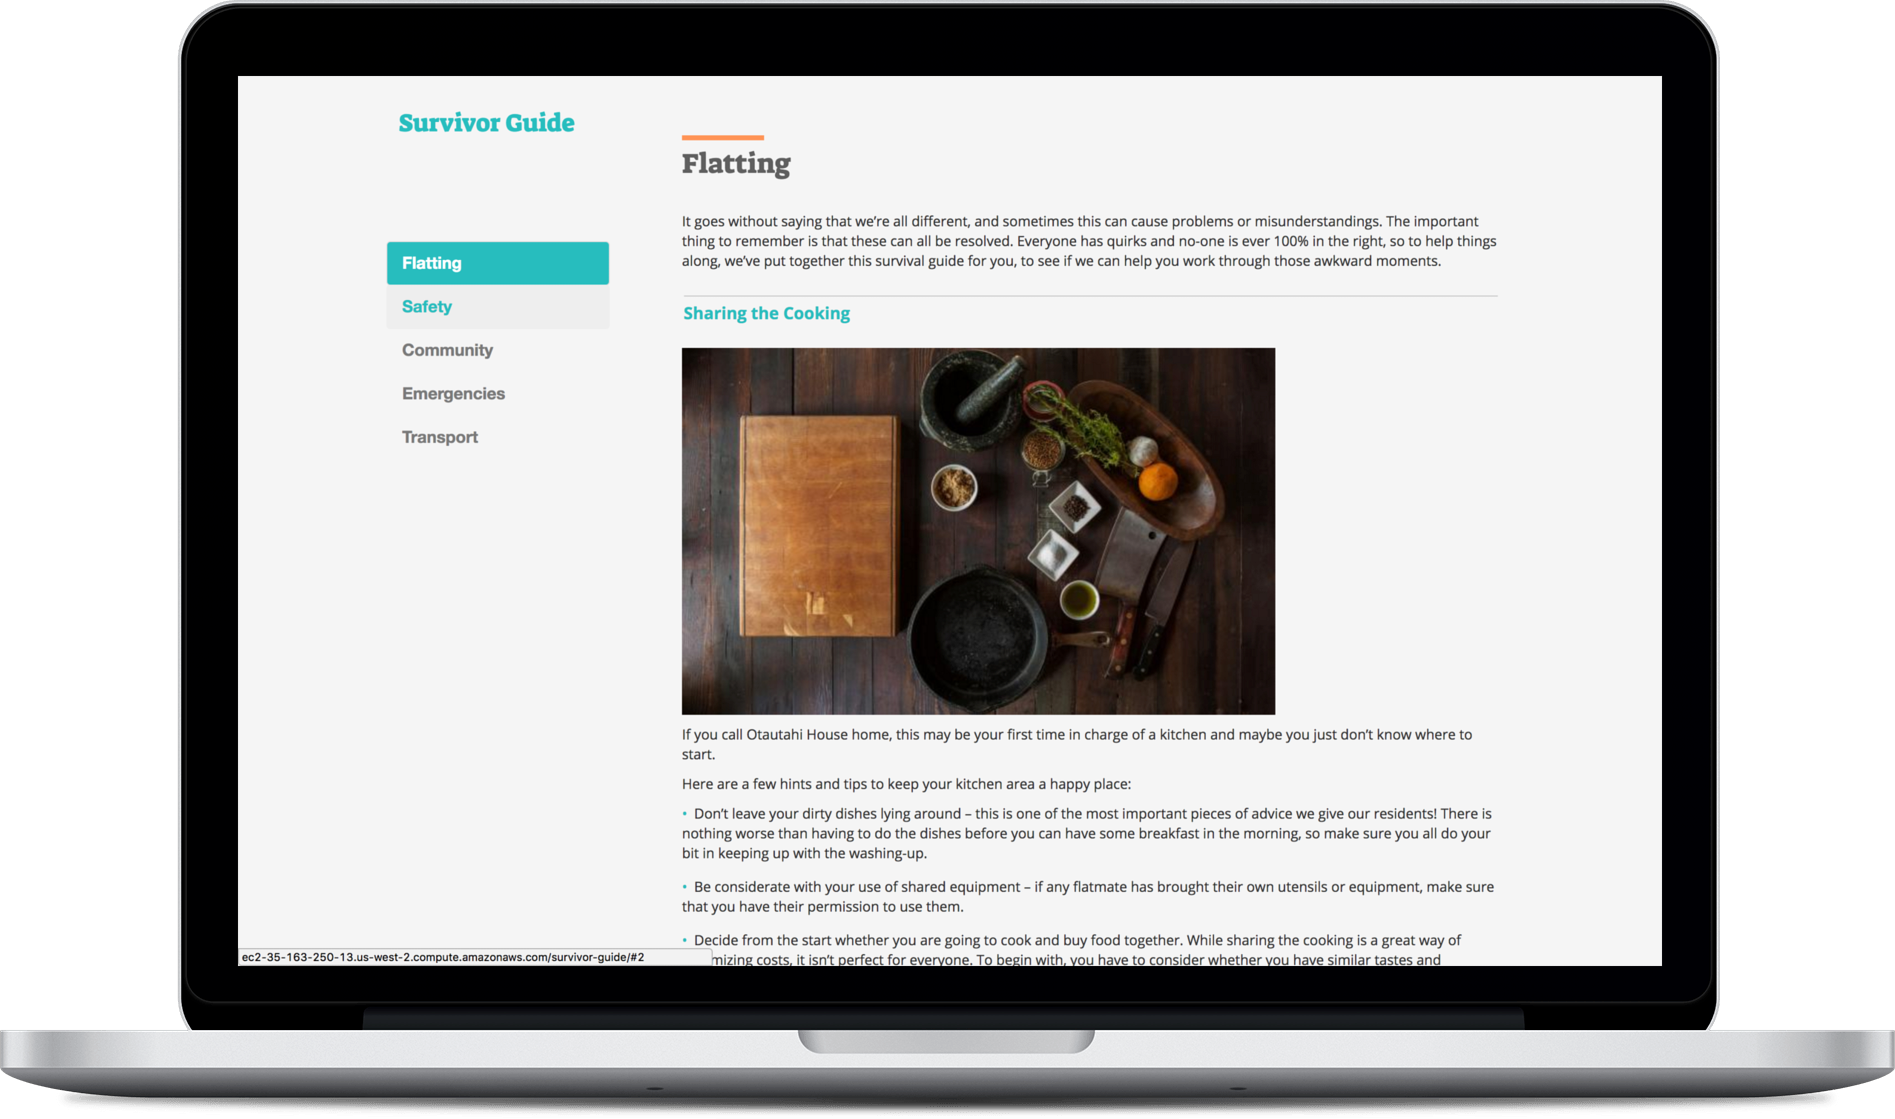 Survivor Guide
Flatting
Safety
Community
Emergencies
Transport
Flatting
It goes without saying that we’re all different, and sometimes this can cause problems or misunderstandings. The important
thing to remember is that these can all be resolved. Everyone has quirks and no-one is ever 100% in the right, so to help things
along, we’ve put together this survival guide for you, to see if we can help you work through those awkward moments.
Sharing the Cooking
If you call Otautahi House home, this may be your first time in charge of a kitchen and maybe you just don’t know where to
start.
Here are a few hints and tips to keep your kitchen area a happy place:
• Don’t leave your dirty dishes lying around – this is one of the most important pieces of advice we give our residents! There is
nothing worse than having to do the dishes before you can have some breakfast in the morning, so make sure you all do your
bit in keeping up with the washing-up.
• Be considerate with your use of shared equipment – if any flatmate has brought their own utensils or equipment, make sure
that you have their permission to use them.
• Decide from the start whether you are going to cook and buy food together. While sharing the cooking is a great way of
mizing costs, it isn’t perfect for everyone. To begin with, you have to consider whether you have similar tastes and
ec2-35-163-250-13.us-west-2.compute.amazonaws.com/survivor-guide/#2